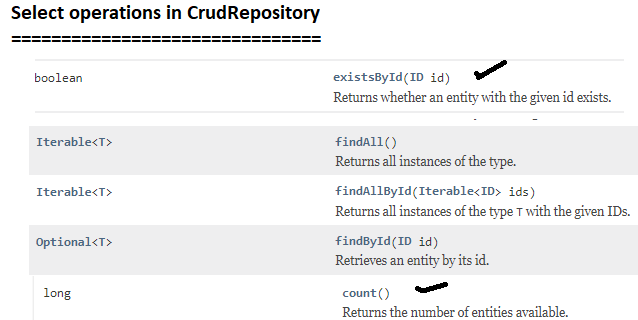 Select operations in CrudRepository
===============================
boolean existsById(ID id)
Returns whether an entity with the given id exists.
Iterable<T> findAll()
Returns all instances of the type.
Iterable<T> findAllById(Iterable<ID> ids)
Returns all instances of the type T with the given IDs.
Optional<T> findById(ID id)
Retrieves an entity by its id.
long count()
Returns the number of entities available.